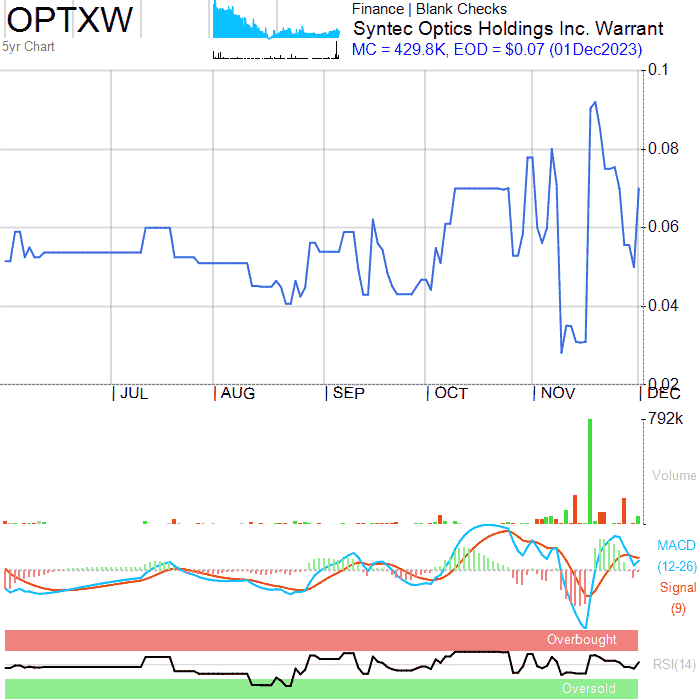 OPTXW
5yr Chart
Finance | Blank Checks
Syntec Optics Holdings Inc. Warrant
MC = 429.8K, EOD = $0.07 (01Dec2023)
0.1
0.08
0.06
0.04
0.02
JUL
AUG
SEP
OCT
NOV
DEC
792k
Volume
MACD
(12-26)
Signal
(9)
Overbought
RSI(14)
Oversold